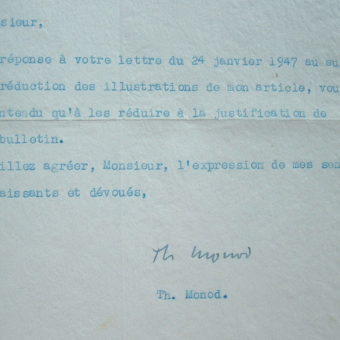 sieur,
réponse à votre lettre du 24 janvier 1947 au su
réduction des illustrations de mon article, vou
ntendu qu'à les réduire à la justification de
bulletin.
illez agréer, Monsieur, l'expression de mes sen
aissants et dévoués,
Th Monod
Th. Monod.